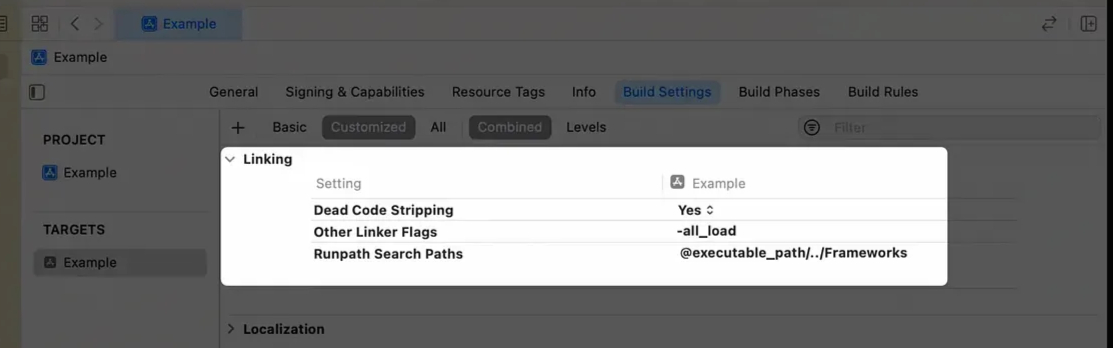 Example
Example
General Signing & Capabilities Resource Tags Info Build Settings Build Phases Build Rules
+ Basic Customized All Combined Levels Filter
PROJECT
Example
TARGETS
Example
Linking
Setting Example
Dead Code Stripping Yes
Other Linker Flags -all_load
Runpath Search Paths @executable_path/../Frameworks
Localization